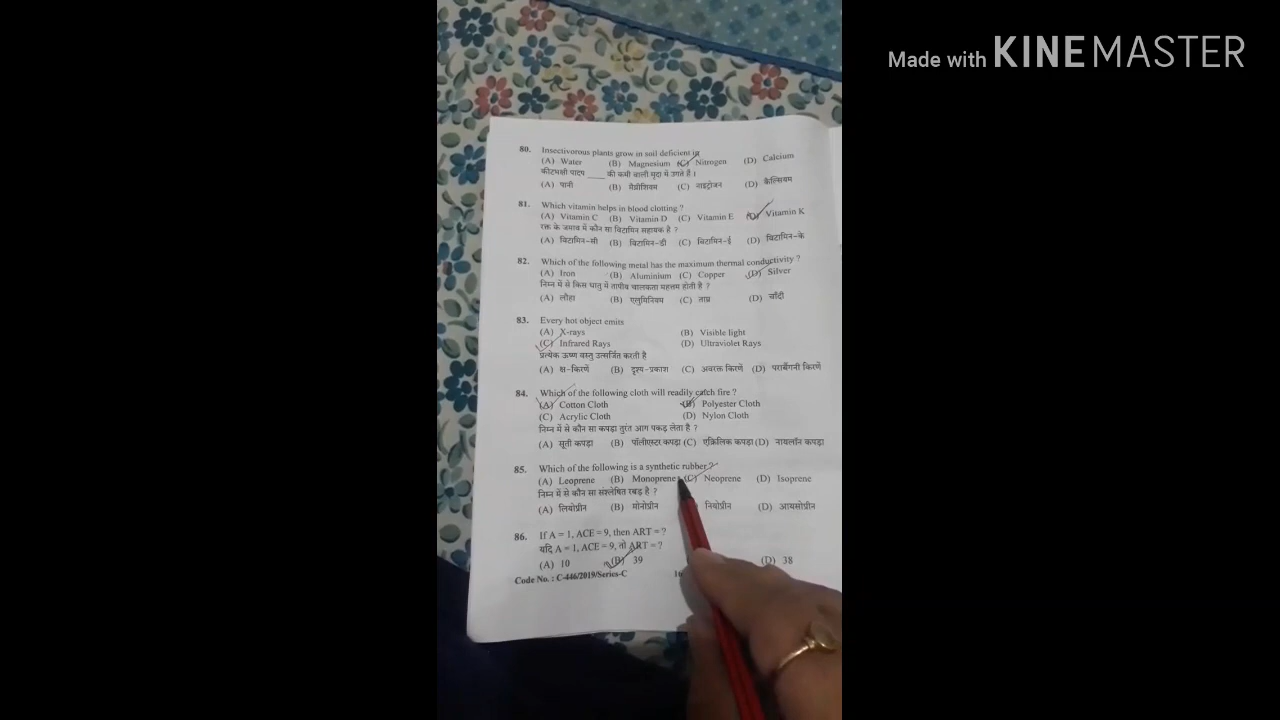 Made with KINEMASTER
80. Insectivorous plants grow in soil deficient in
(A) Water (B) Magnesium (C) Nitrogen (D) Calcium
कीटभक्षी पादप ____ की कमी वाली मृदा में उगते हैं ।
(A) पानी (B) मैग्नीशियम (C) नाइट्रोजन (D) कैल्सियम
81. Which vitamin helps in blood clotting ?
(A) Vitamin C (B) Vitamin D (C) Vitamin E (D) Vitamin K
रक्त के जमाव में कौन सा विटामिन सहायक है ?
(A) विटामिन-सी (B) विटामिन-डी (C) विटामिन-ई (D) विटामिन-के
82. Which of the following metal has the maximum thermal conductivity ?
(A) Iron (B) Aluminium (C) Copper (D) Silver
निम्न में से किस धातु में तापीय चालकता महत्तम होती है ?
(A) लौहा (B) एलुमिनियम (C) ताम्र (D) चाँदी
83. Every hot object emits
(A) X-rays (B) Visible light
(C) Infrared Rays (D) Ultraviolet Rays
प्रत्येक ऊष्ण वस्तु उत्सर्जित करती है
(A) क्ष-किरणें (B) दृश्य-प्रकाश (C) अवरक्त किरणें (D) पराबैंगनी किरणें
84. Which of the following cloth will readily catch fire ?
(A) Cotton Cloth (B) Polyester Cloth
(C) Acrylic Cloth (D) Nylon Cloth
निम्न में से कौन सा कपड़ा तुरंत आग पकड़ लेता है ?
(A) सूती कपड़ा (B) पॉलीएस्टर कपड़ा (C) एक्रिलिक कपड़ा (D) नायलॉन कपड़ा
85. Which of the following is a synthetic rubber ?
(A) Leoprene (B) Monoprene (C) Neoprene (D) Isoprene
निम्न में से कौन सा संश्लेषित रबड़ है ?
(A) लियोप्रीन (B) मोनोप्रीन नियोप्रीन (D) आयसोप्रीन
86. If A = 1, ACE = 9, then ART = ?
यदि A = 1, ACE = 9, तो ART = ?
(A) 10 (B) 39 (D) 38
Code No. : C-446/2019/Series-C 16